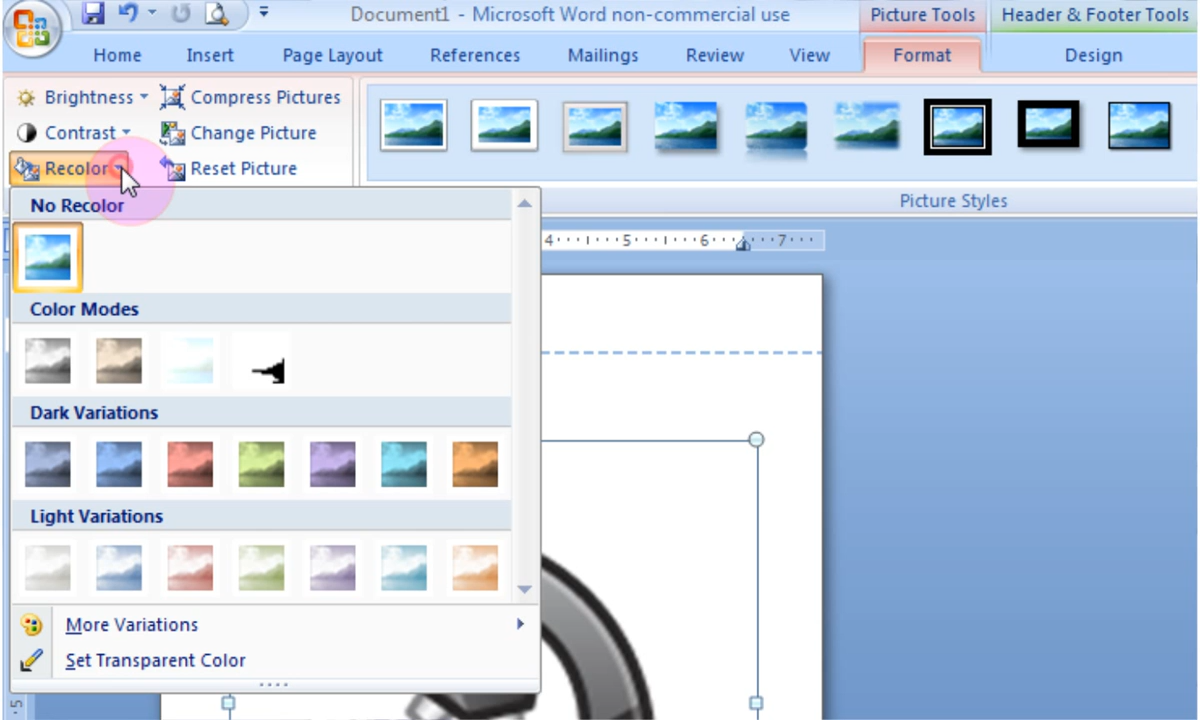 Document1 - Microsoft Word non-commercial use
Picture Tools
Header & Footer Tools
Home Insert Page Layout References Mailings Review View Format Design
Brightness Compress Pictures
Contrast Change Picture
Recolor Reset Picture
Picture Styles
No Recolor
4 5 6 7
Color Modes
Dark Variations
Light Variations
More Variations
Set Transparent Color
5